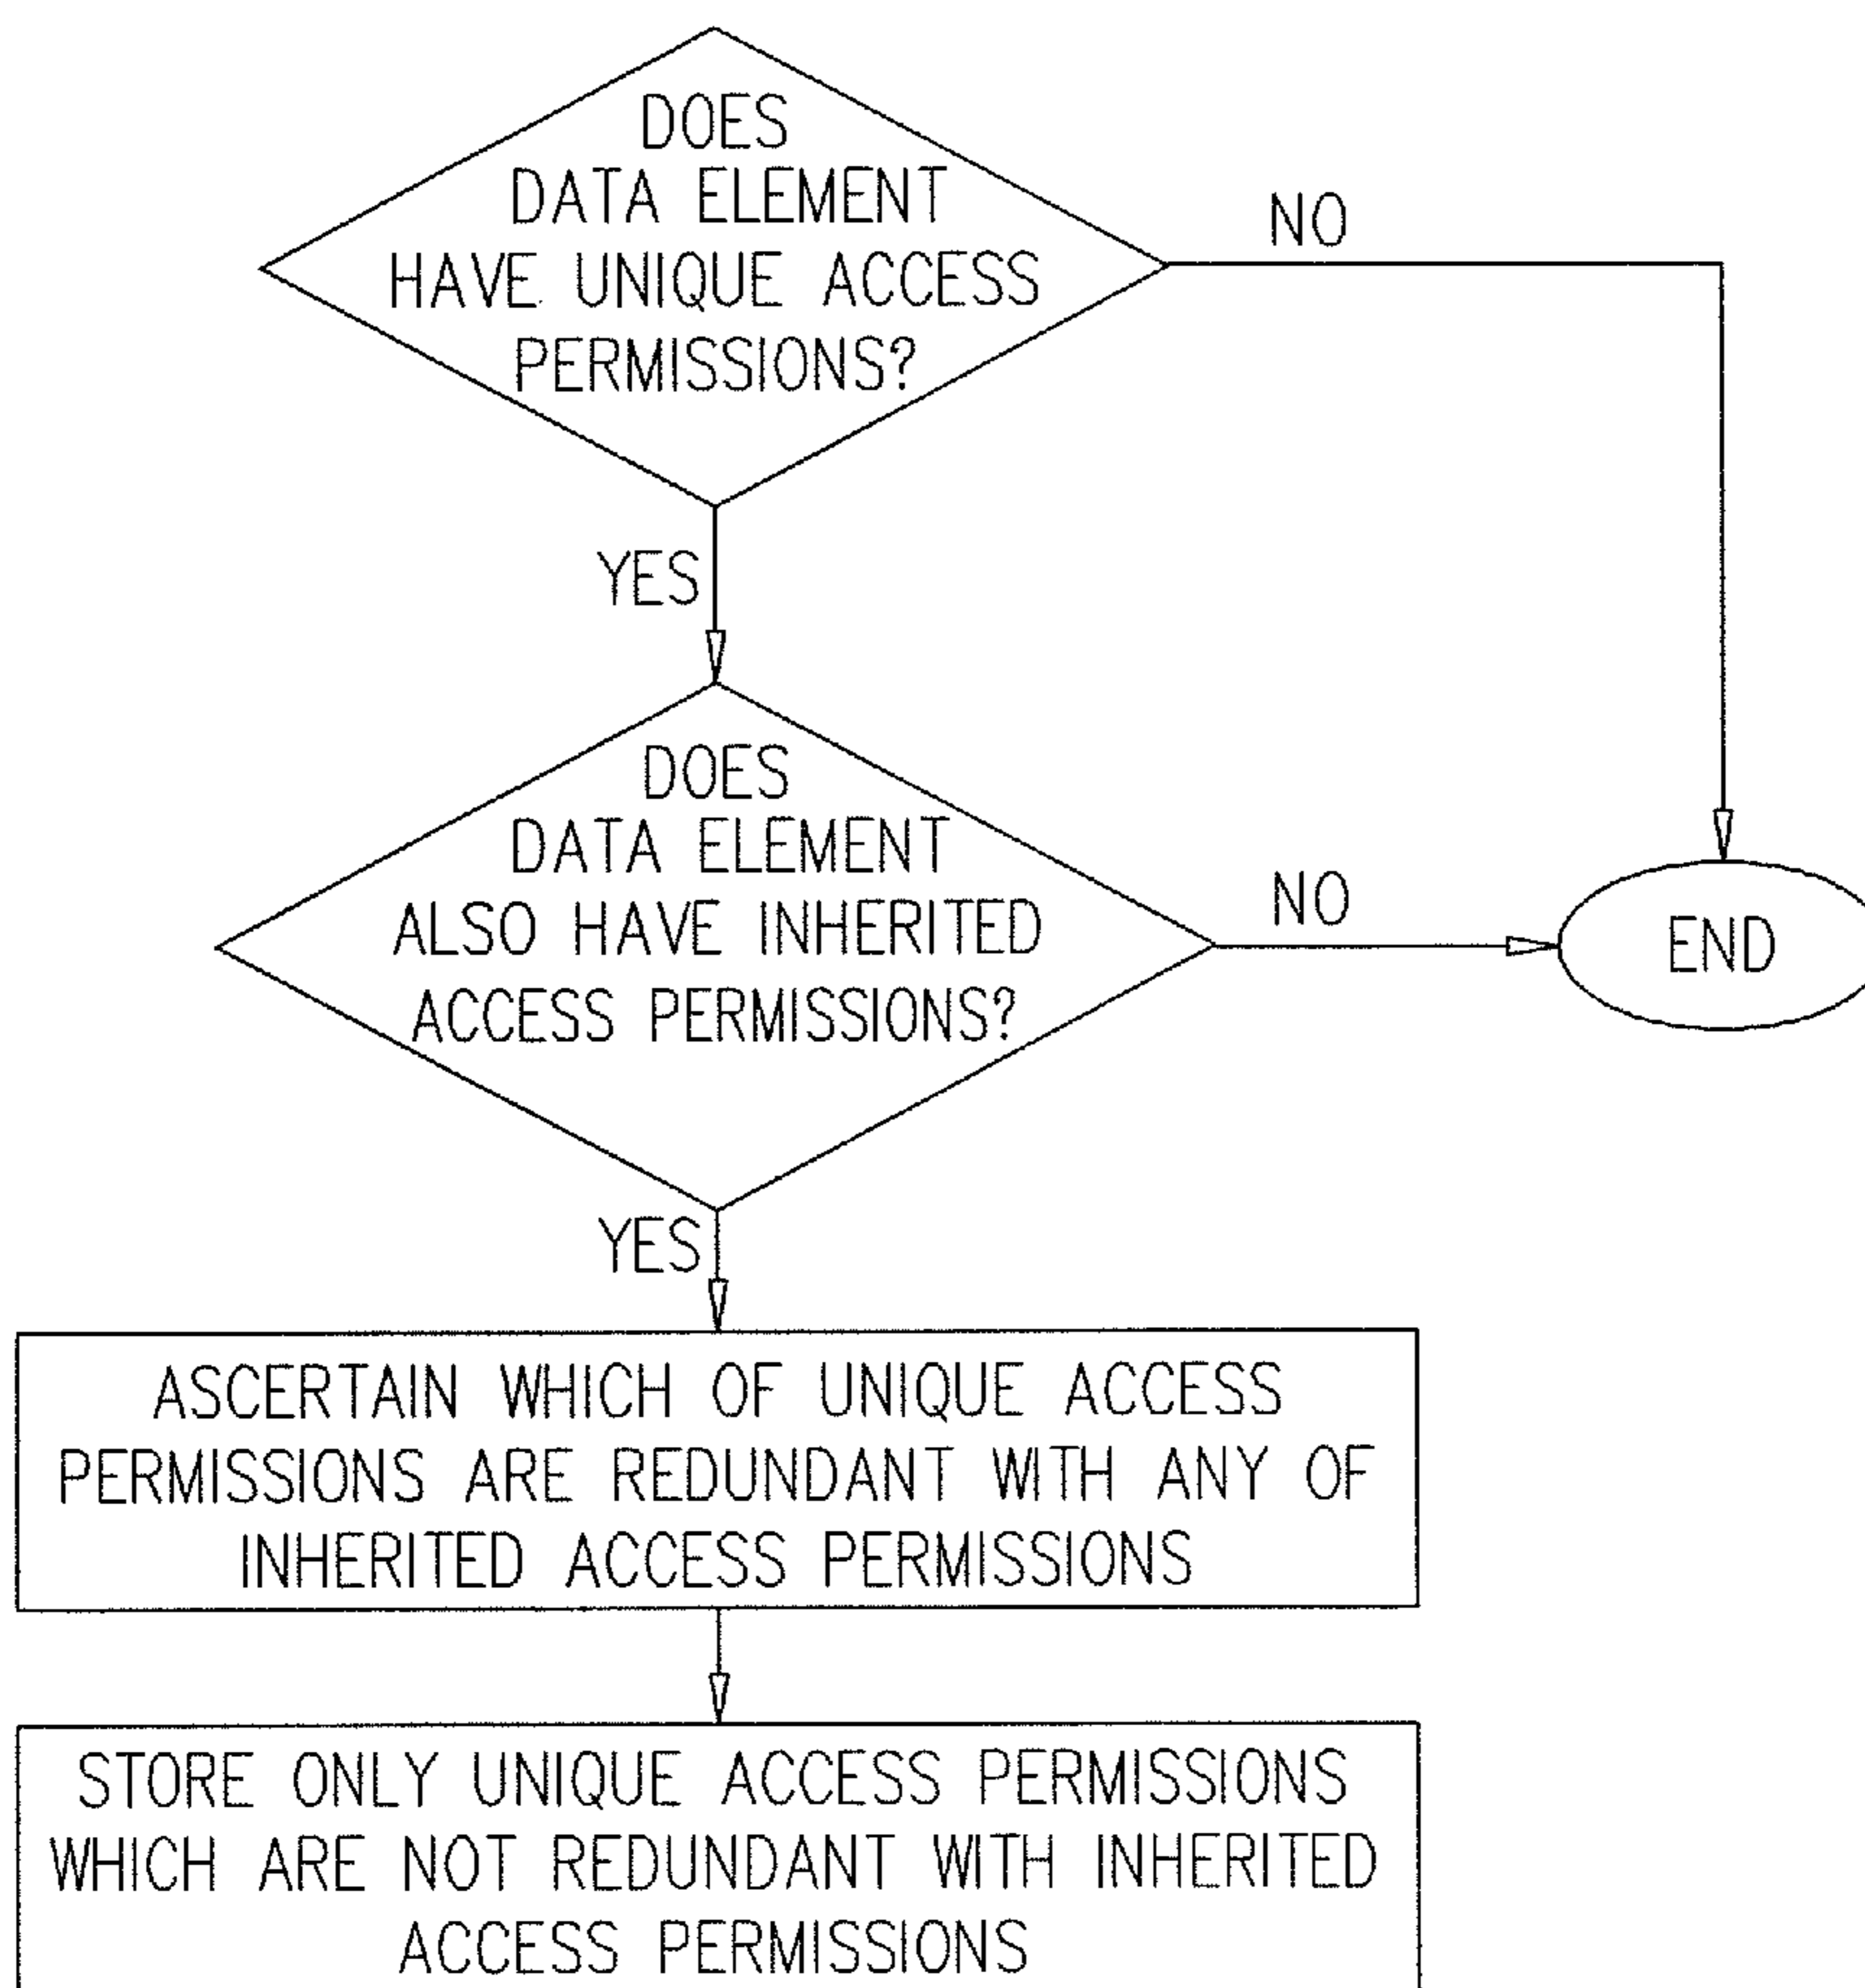 DOES
DATA ELEMENT
HAVE UNIQUE ACCESS
PERMISSIONS?
NO
YES
DOES
DATA ELEMENT
ALSO HAVE INHERITED
ACCESS PERMISSIONS?
NO
END
YES
ASCERTAIN WHICH OF UNIQUE ACCESS
PERMISSIONS ARE REDUNDANT WITH ANY OF
INHERITED ACCESS PERMISSIONS
STORE ONLY UNIQUE ACCESS PERMISSIONS
WHICH ARE NOT REDUNDANT WITH INHERITED
ACCESS PERMISSIONS